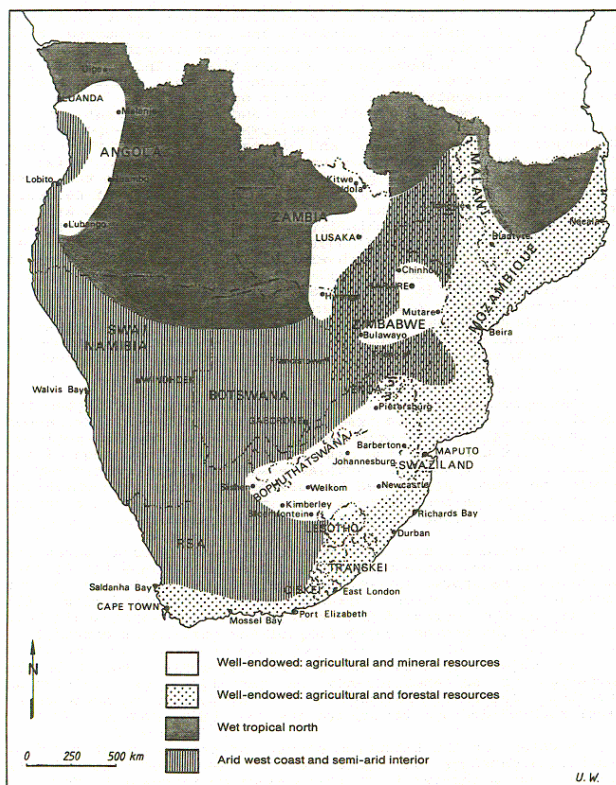 Uige
LUANDA
Malanje
ANGOLA
Lobito
Huambo
Lubango
Kitwe
Ndola
ZAMBIA
LUSAKA
MALAWI
Nacala
Blantyre
MOZAMBIQUE
Chinhoyi
HARARE
Mutare
ZIMBABWE
Bulawayo
Beira
SWA/
NAMIBIA
Francistown
Walvis Bay
WINDHOEK
BOTSWANA
VENDA
GABORONE
Pietersburg
BOPHUTHATSWANA
Barberton
MAPUTO
Johannesburg
SWAZILAND
Sishen
Welkom
Newcastle
Kimberley
Bloemfontein
Richards Bay
LESOTHO
Durban
RSA
TRANSKEI
Saldanha Bay
CISKEI
East London
CAPE TOWN
Mossel Bay
Port Elizabeth
N
Well-endowed: agricultural and mineral resources
Well-endowed: agricultural and forestal resources
Wet tropical north
Arid west coast and semi-arid interior
0 250 500 km
U. W.